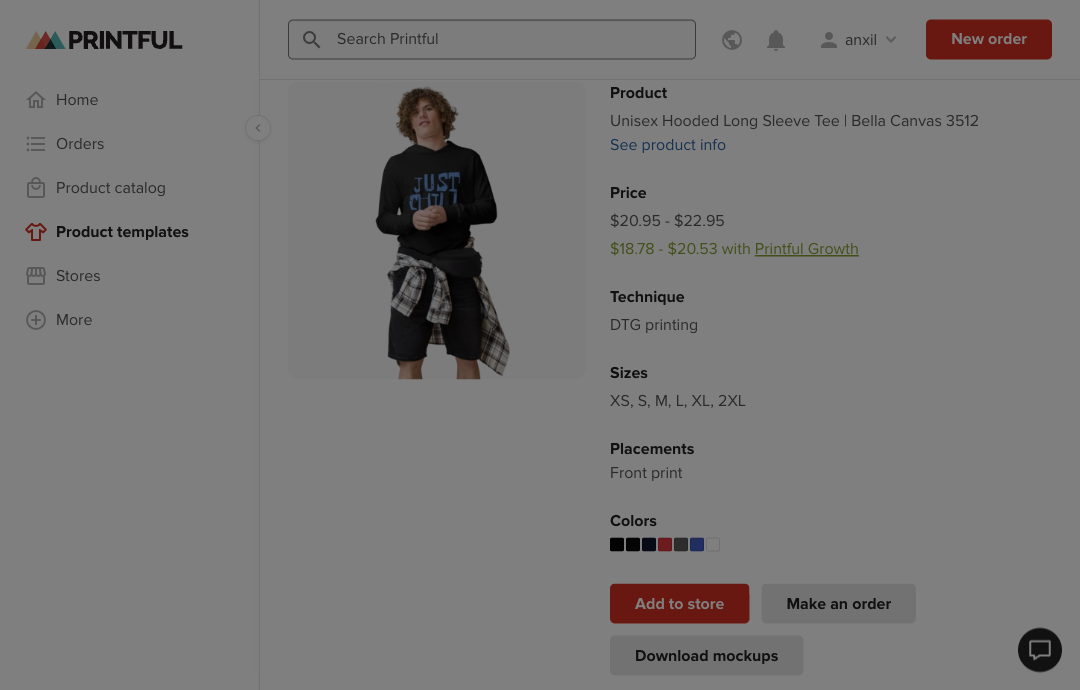 PRINTFUL
Search Printful
anxil
New order
Home
Orders
Product catalog
Product templates
Stores
More
JUST
CHILL
Product
Unisex Hooded Long Sleeve Tee | Bella Canvas 3512
See product info
Price
$20.95 - $22.95
$18.78 - $20.53 with Printful Growth
Technique
DTG printing
Sizes
XS, S, M, L, XL, 2XL
Placements
Front print
Colors
Add to store
Make an order
Download mockups